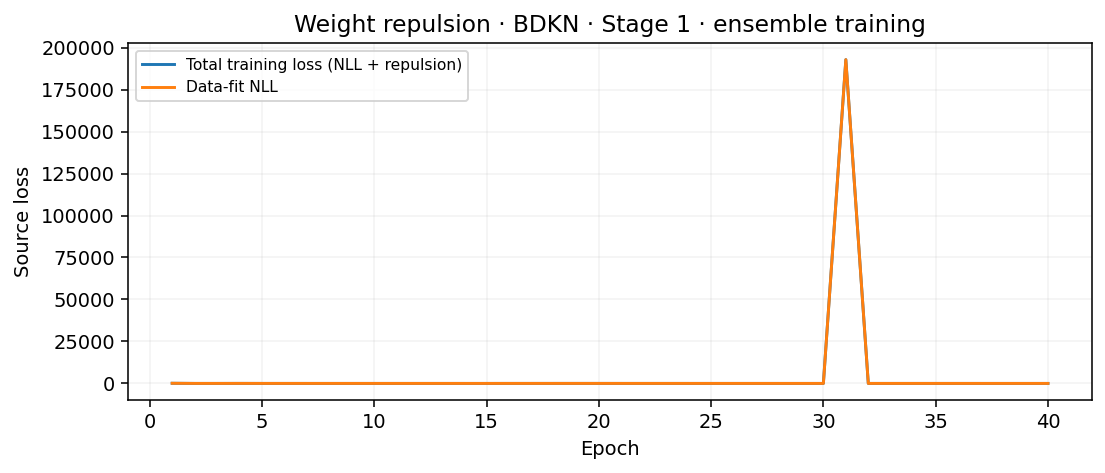 Weight repulsion · BDKN · Stage 1 · ensemble training
Total training loss (NLL + repulsion)
Data-fit NLL
Source loss
200000
175000
150000
125000
100000
75000
50000
25000
0
0 5 10 15 20 25 30 35 40
Epoch